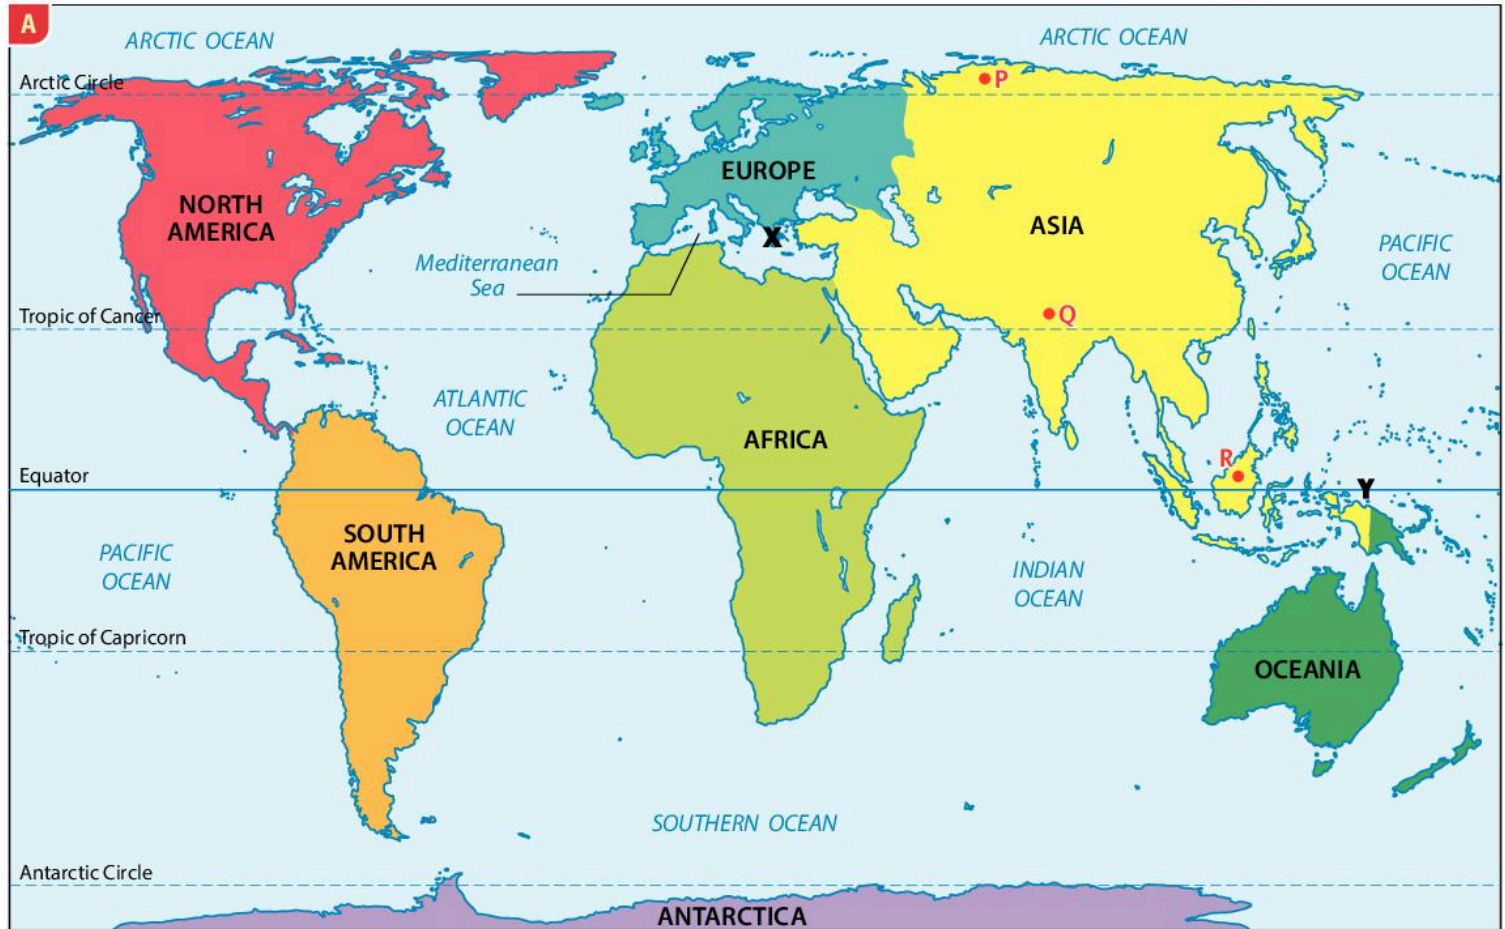 A
ARCTIC OCEAN
ARCTIC OCEAN
Arctic Circle
P
EUROPE
NORTH
AMERICA
ASIA
X
PACIFIC
OCEAN
Mediterranean
Sea
Tropic of Cancer
Q
ATLANTIC
OCEAN
AFRICA
R
Equator
Y
SOUTH
AMERICA
PACIFIC
OCEAN
INDIAN
OCEAN
Tropic of Capricorn
OCEANIA
SOUTHERN OCEAN
Antarctic Circle
ANTARCTICA